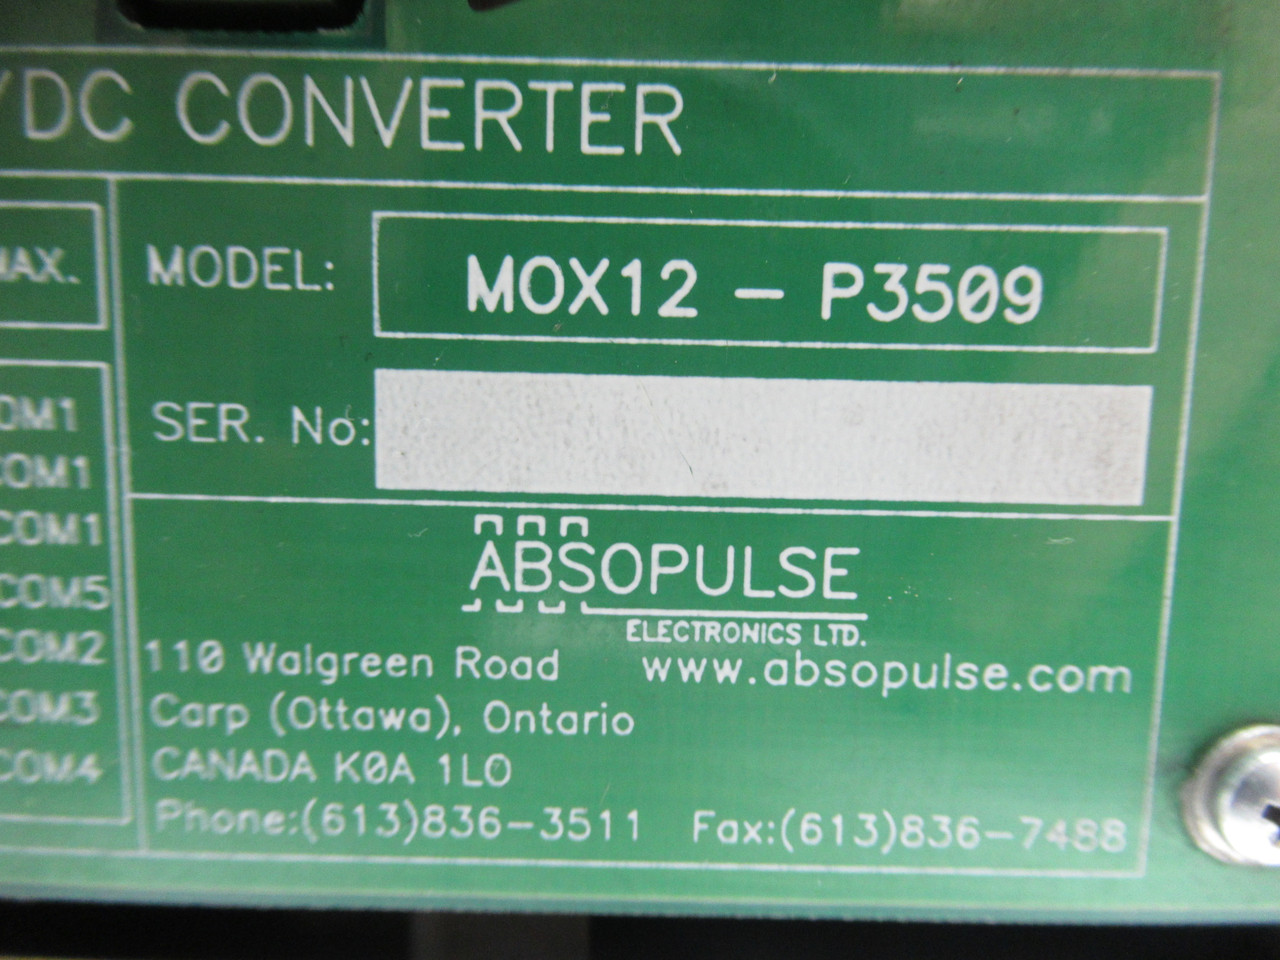 /DC CONVERTER
MAX.
MODEL: MOX12 - P3509
SER. No:
COM1
COM1
COM1
COM5
COM2
COM3
COM4
ABSOPULSE
ELECTRONICS LTD.
110 Walgreen Road www.absopulse.com
Carp (Ottawa), Ontario
CANADA K0A 1LO
Phone:(613)836-3511 Fax:(613)836-7488